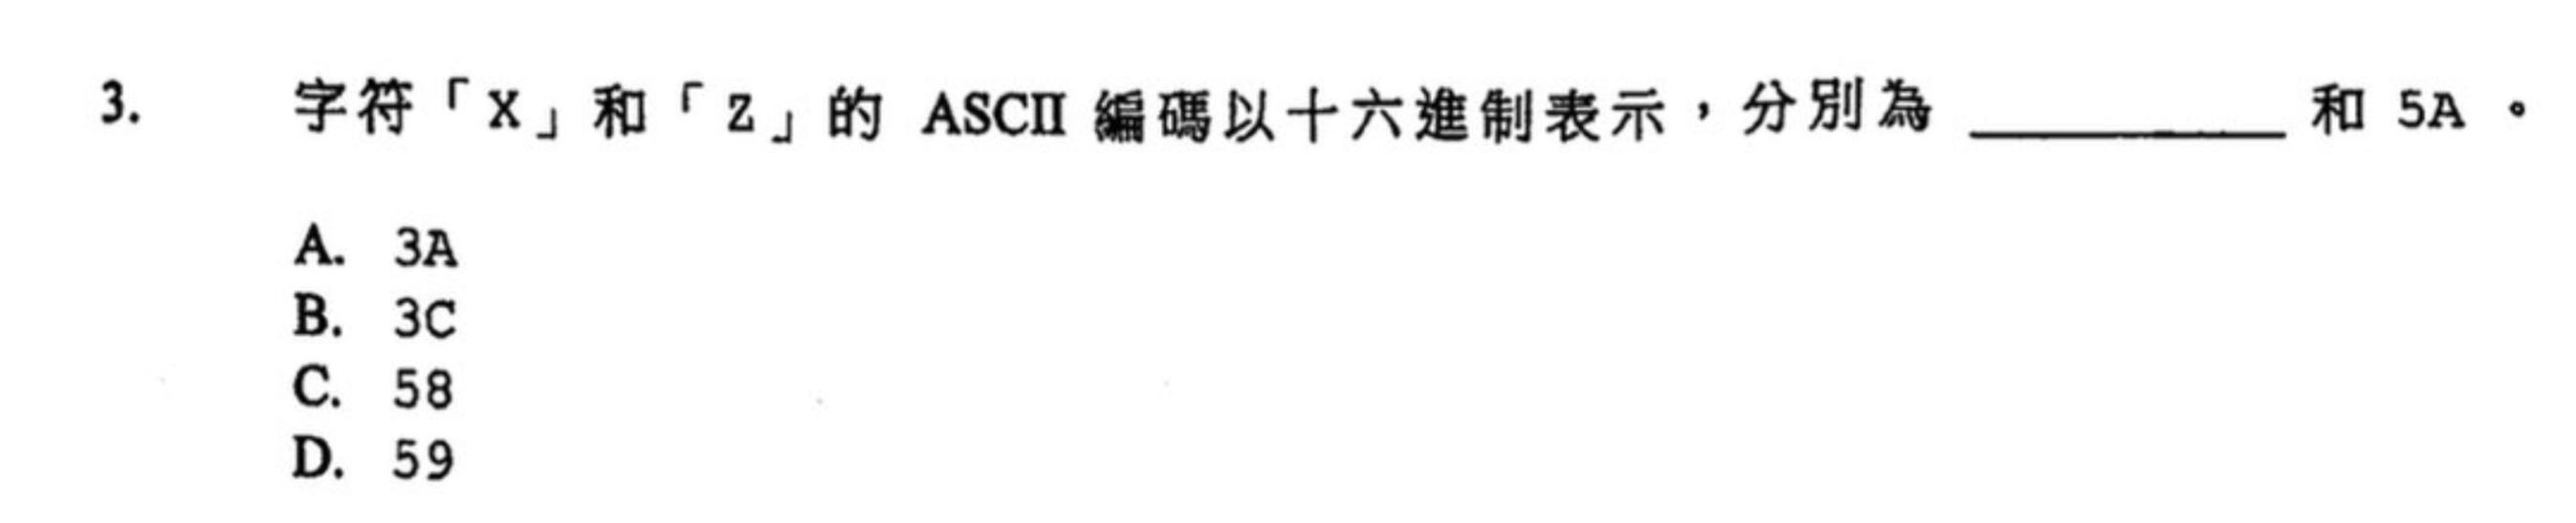 3. 字符「X」和「Z」的 ASCII 編碼以十六進制表示，分別為 ________ 和 5A。
A. 3A
B. 3C
C. 58
D. 59